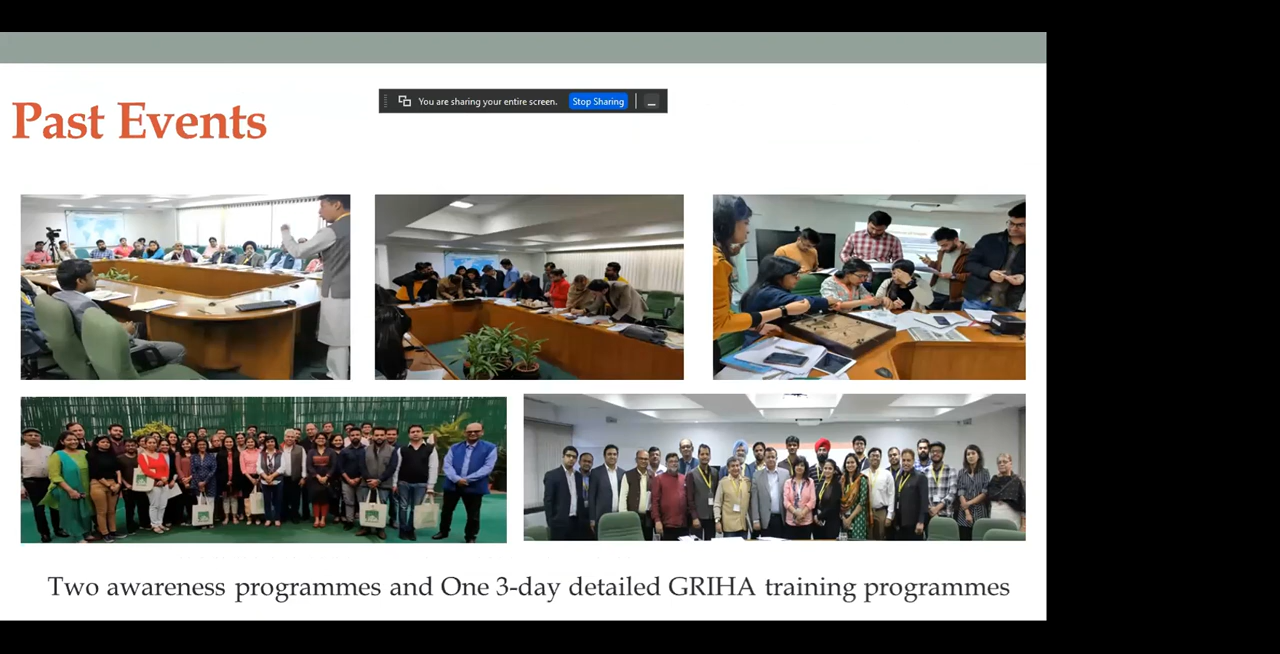 You are sharing your entire screen. Stop Sharing
Past Events
Two awareness programmes and One 3-day detailed GRIHA training programmes